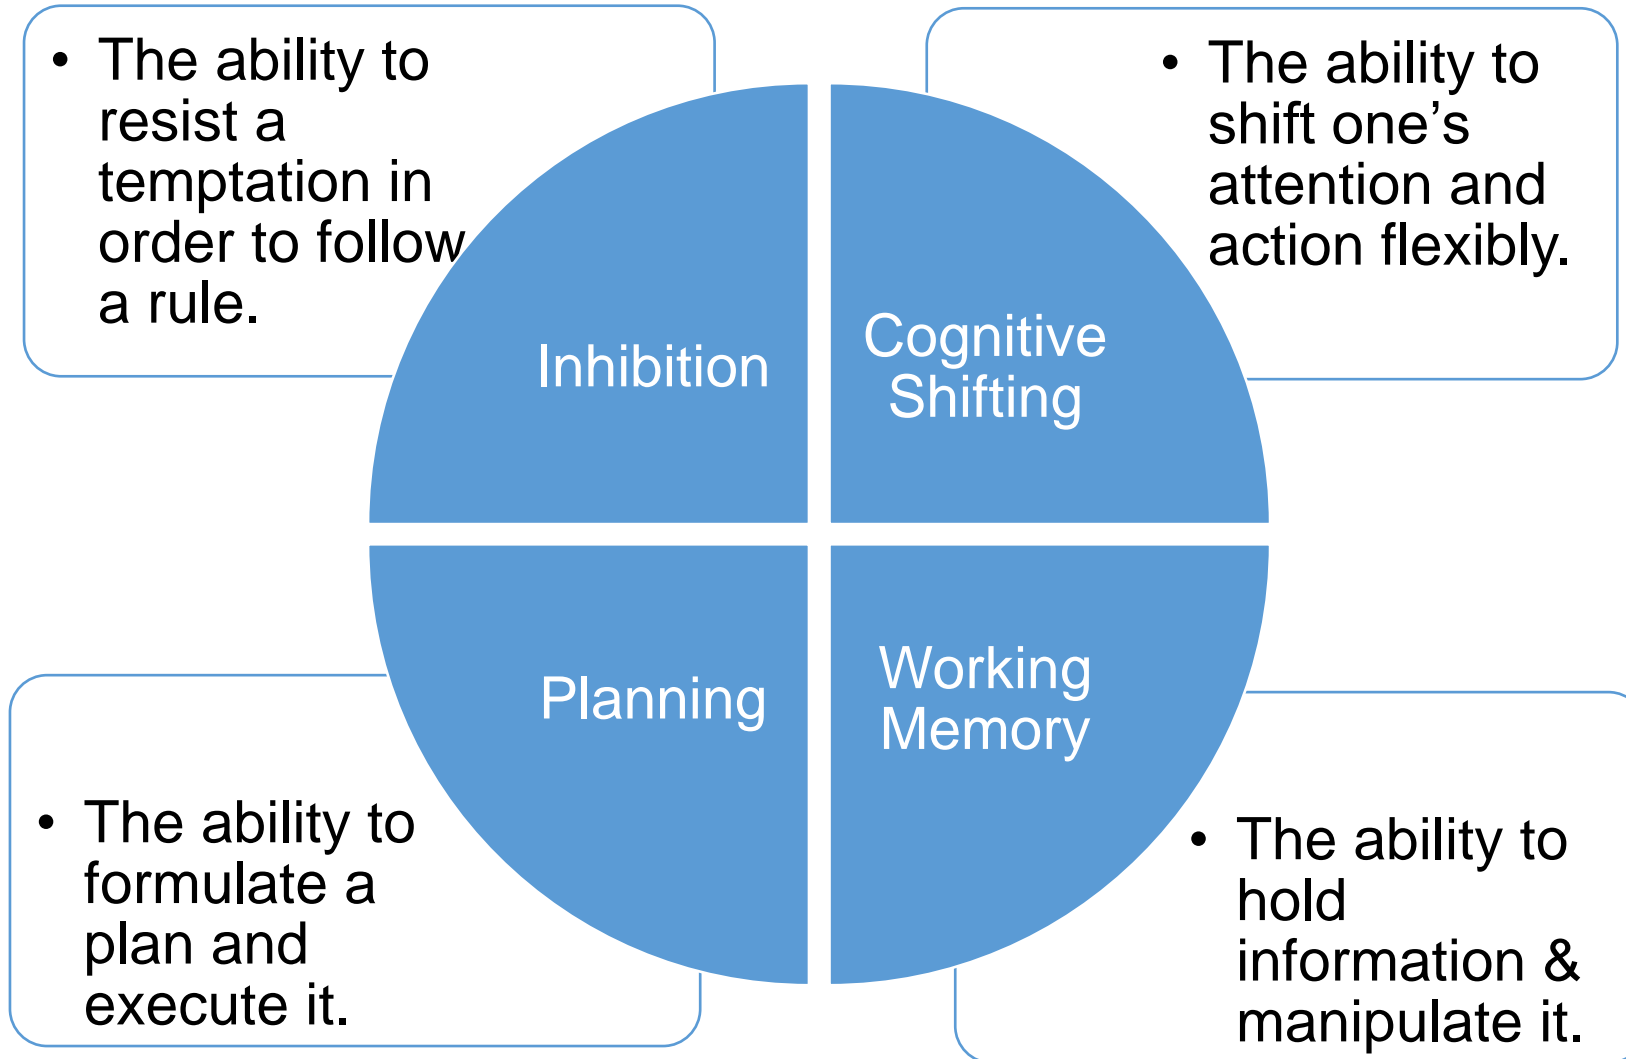 • The ability to
resist a
temptation in
order to follow
a rule.
• The ability to
shift one’s
attention and
action flexibly.
Inhibition
Cognitive
Shifting
Planning
Working
Memory
• The ability to
formulate a
plan and
execute it.
• The ability to
hold
information &
manipulate it.